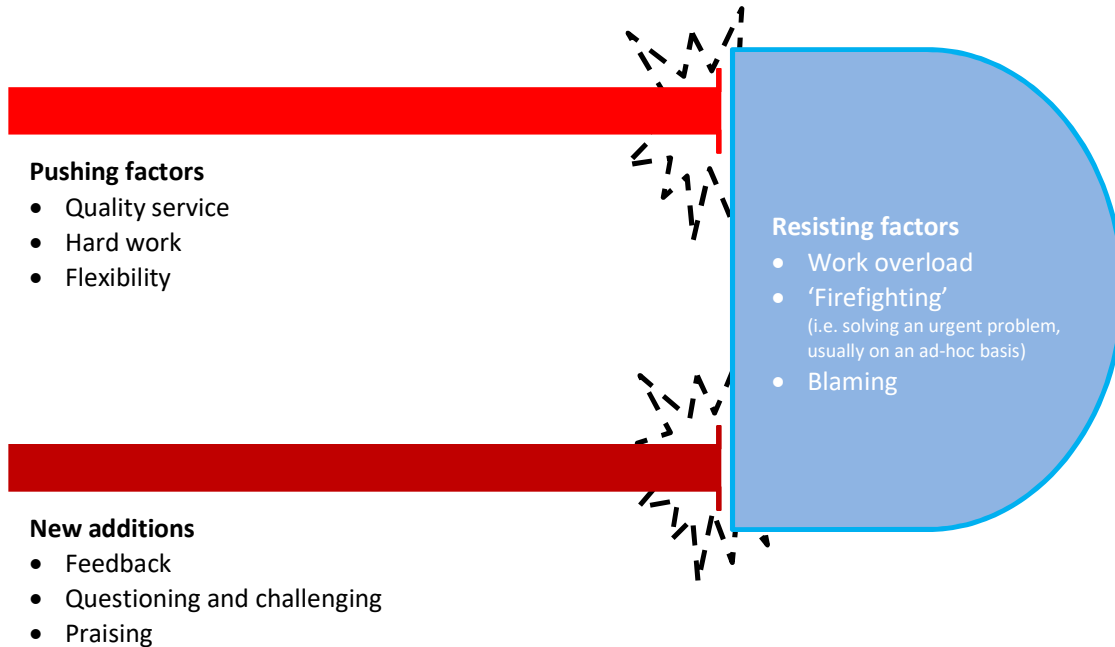 Pushing factors
• Quality service
• Hard work
• Flexibility
Resisting factors
• Work overload
• ‘Firefighting’
(i.e. solving an urgent problem,
usually on an ad-hoc basis)
• Blaming
New additions
• Feedback
• Questioning and challenging
• Praising